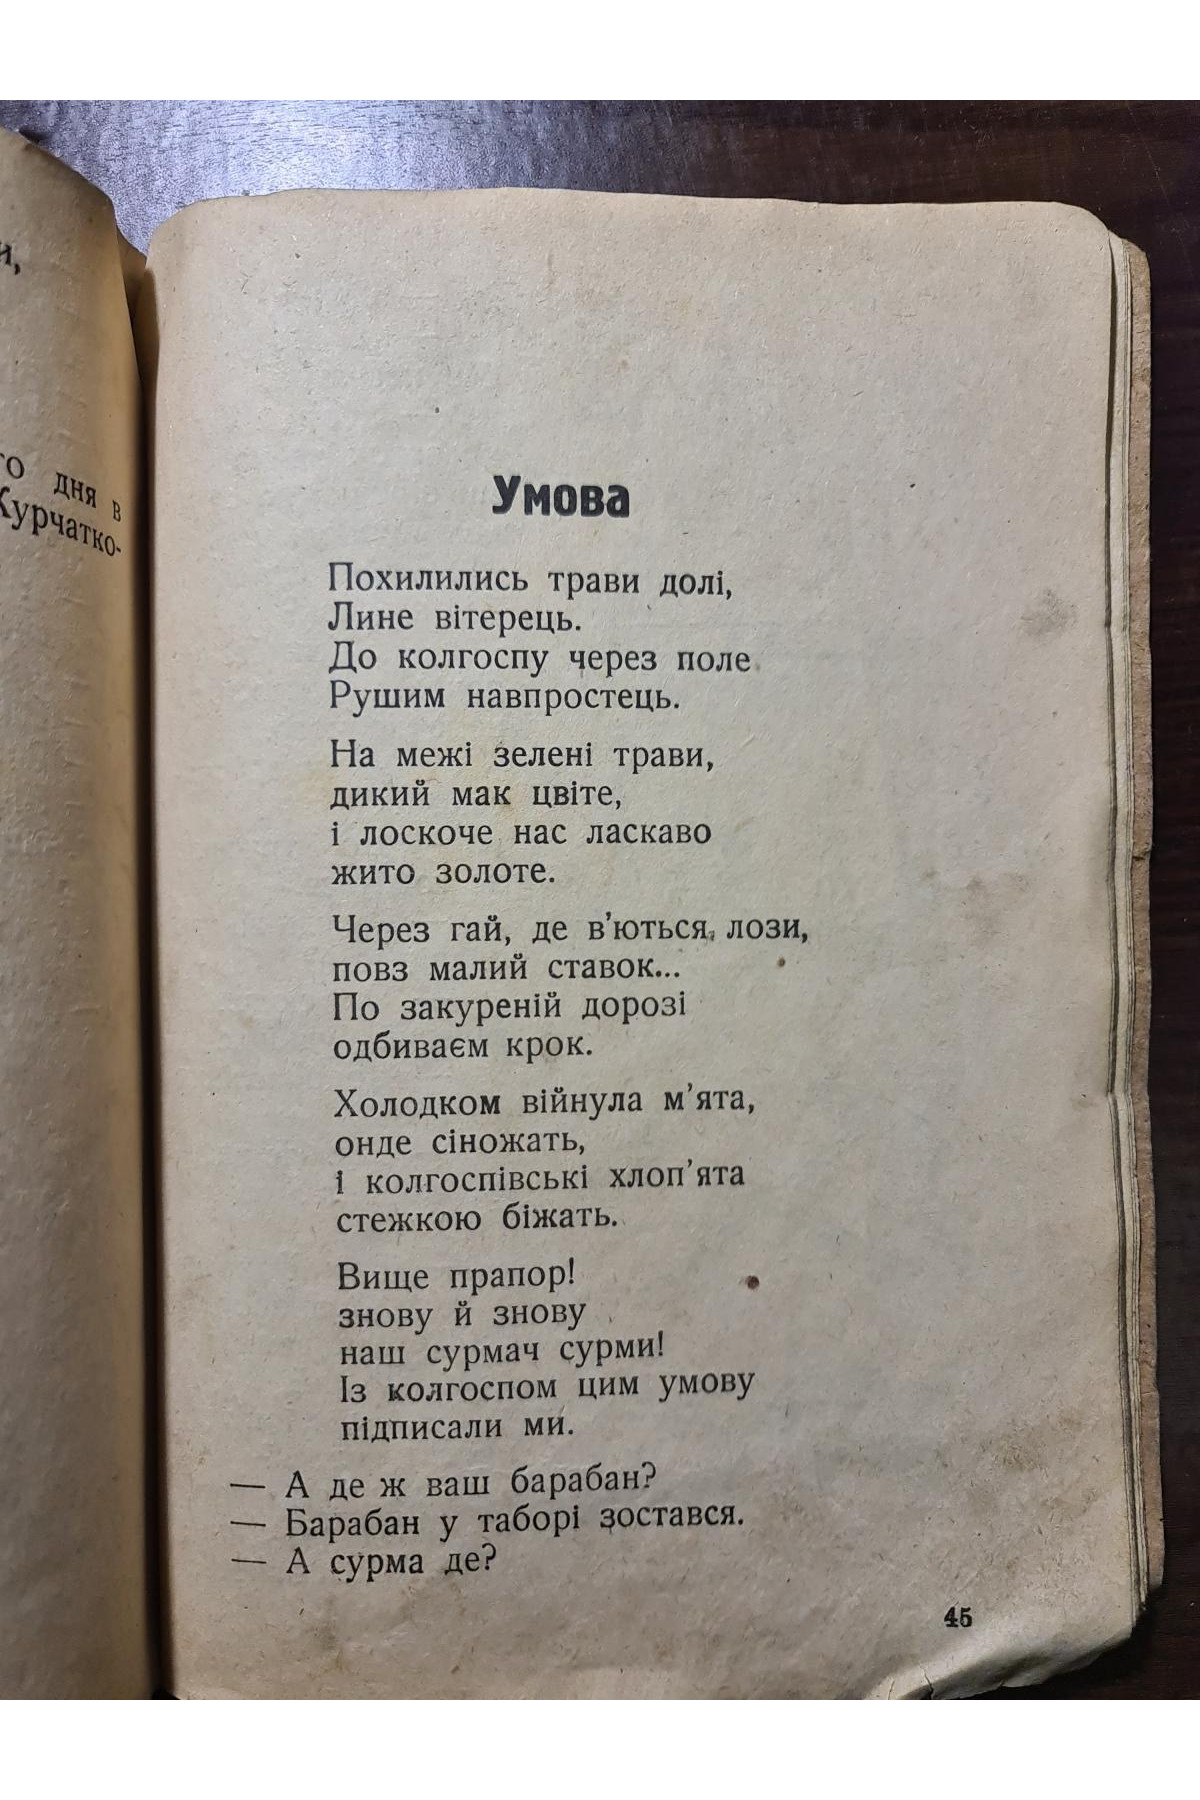 и,
го дня в
Курчатко-
Умова
Похилились трави долі,
Лине вітерець.
До колгоспу через поле
Рушим навпростець.
На межі зелені трави,
дикий мак цвіте,
і лоскоче нас ласкаво
жито золоте.
Через гай, де в’ються, лози,
повз малий ставок...
По закуреній дорозі
одбиваєм крок.
Холодком війнула м’ята,
онде сіножать,
і колгоспівські хлоп’ята
стежкою біжать.
Вище прапор!
знову й знову
наш сурмач сурми!
Із колгоспом цим умову
підписали ми.
— А де ж ваш барабан?
— Барабан у таборі зостався.
— А сурма де?
45